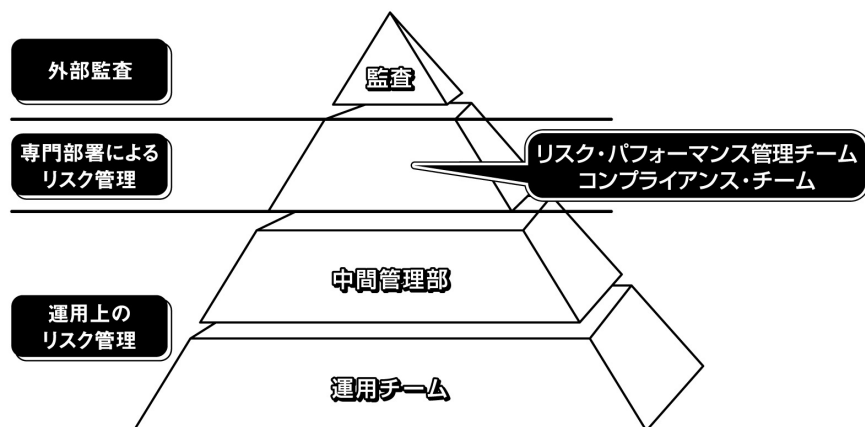 外部監査
監査
専門部署による
リスク管理
リスク・パフォーマンス管理チーム
コンプライアンス・チーム
中間管理部
運用上の
リスク管理
運用チーム